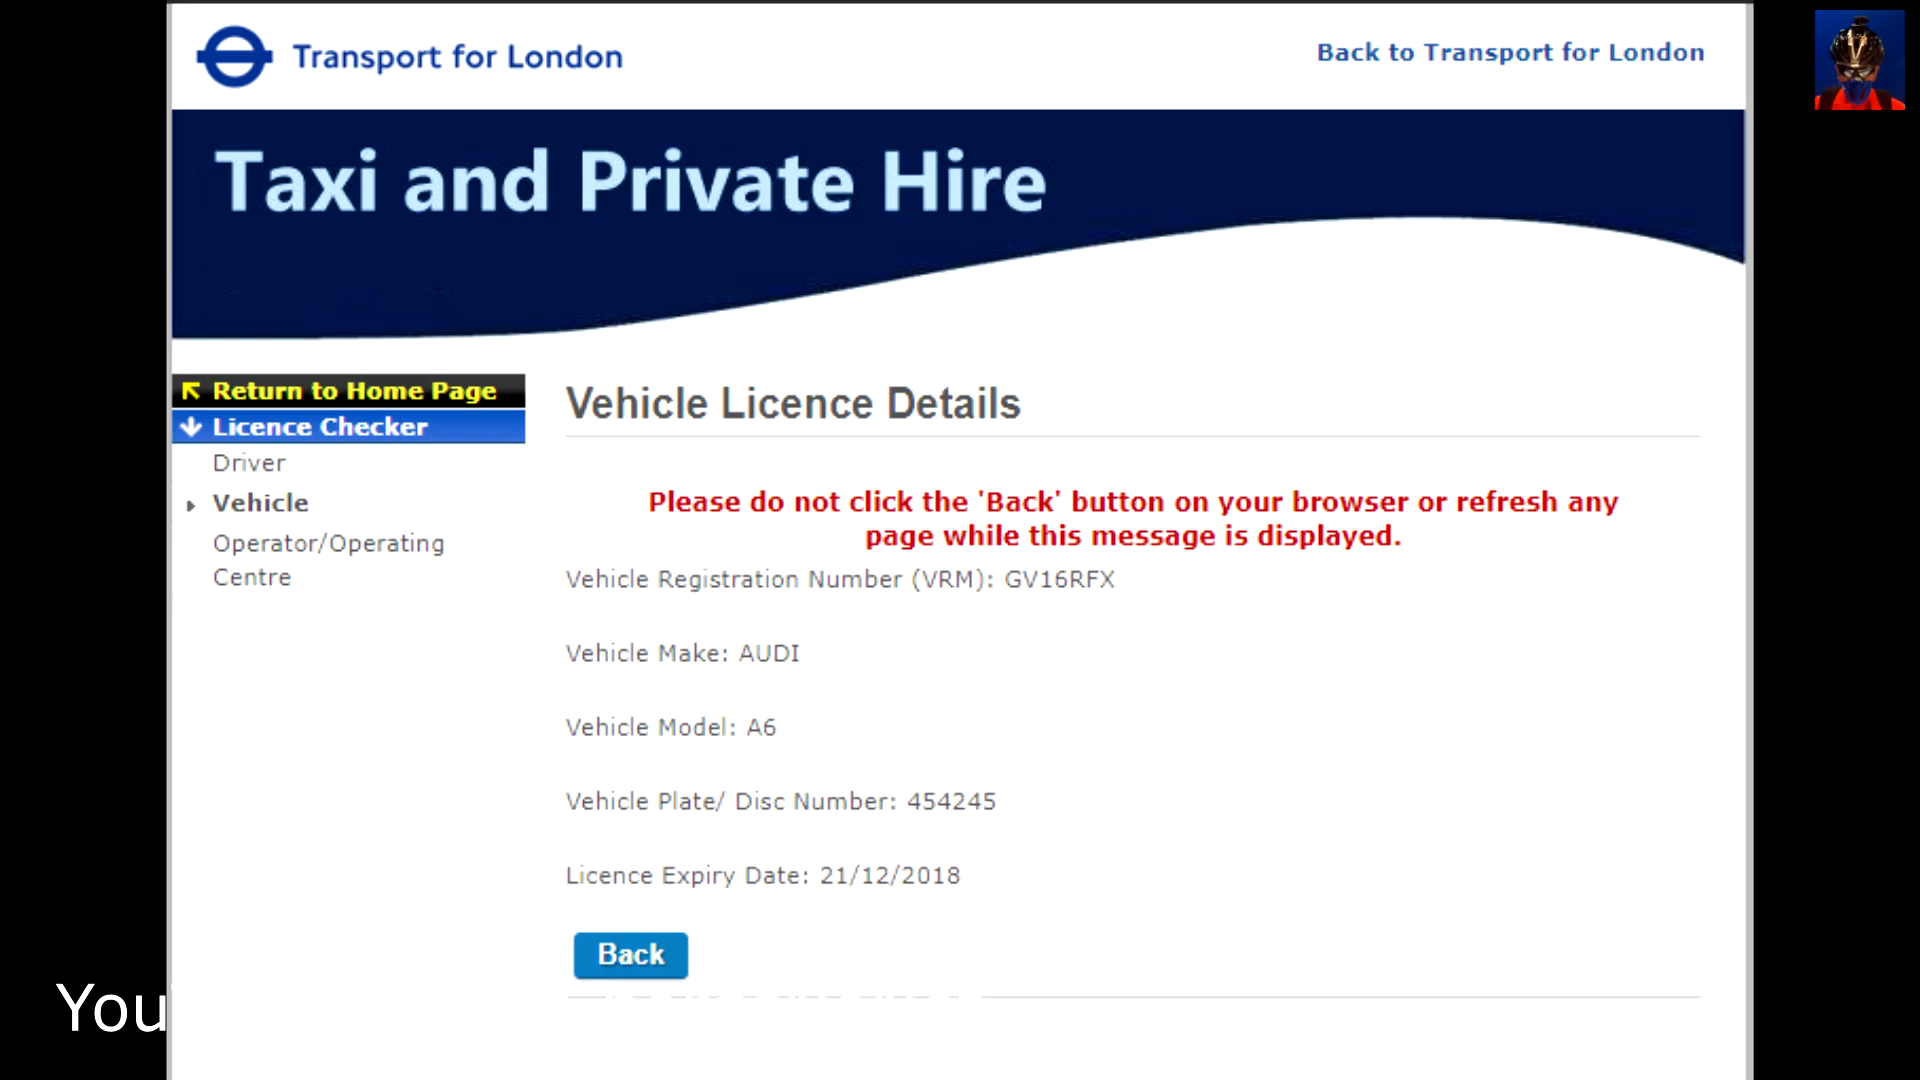 Transport for London
Back to Transport for London
Taxi and Private Hire
Return to Home Page
Licence Checker
Driver
Vehicle
Operator/Operating
Centre
Vehicle Licence Details
Please do not click the 'Back' button on your browser or refresh any
page while this message is displayed.
Vehicle Registration Number (VRM): GV16RFX
Vehicle Make: AUDI
Vehicle Model: A6
Vehicle Plate/ Disc Number: 454245
Licence Expiry Date: 21/12/2018
Back